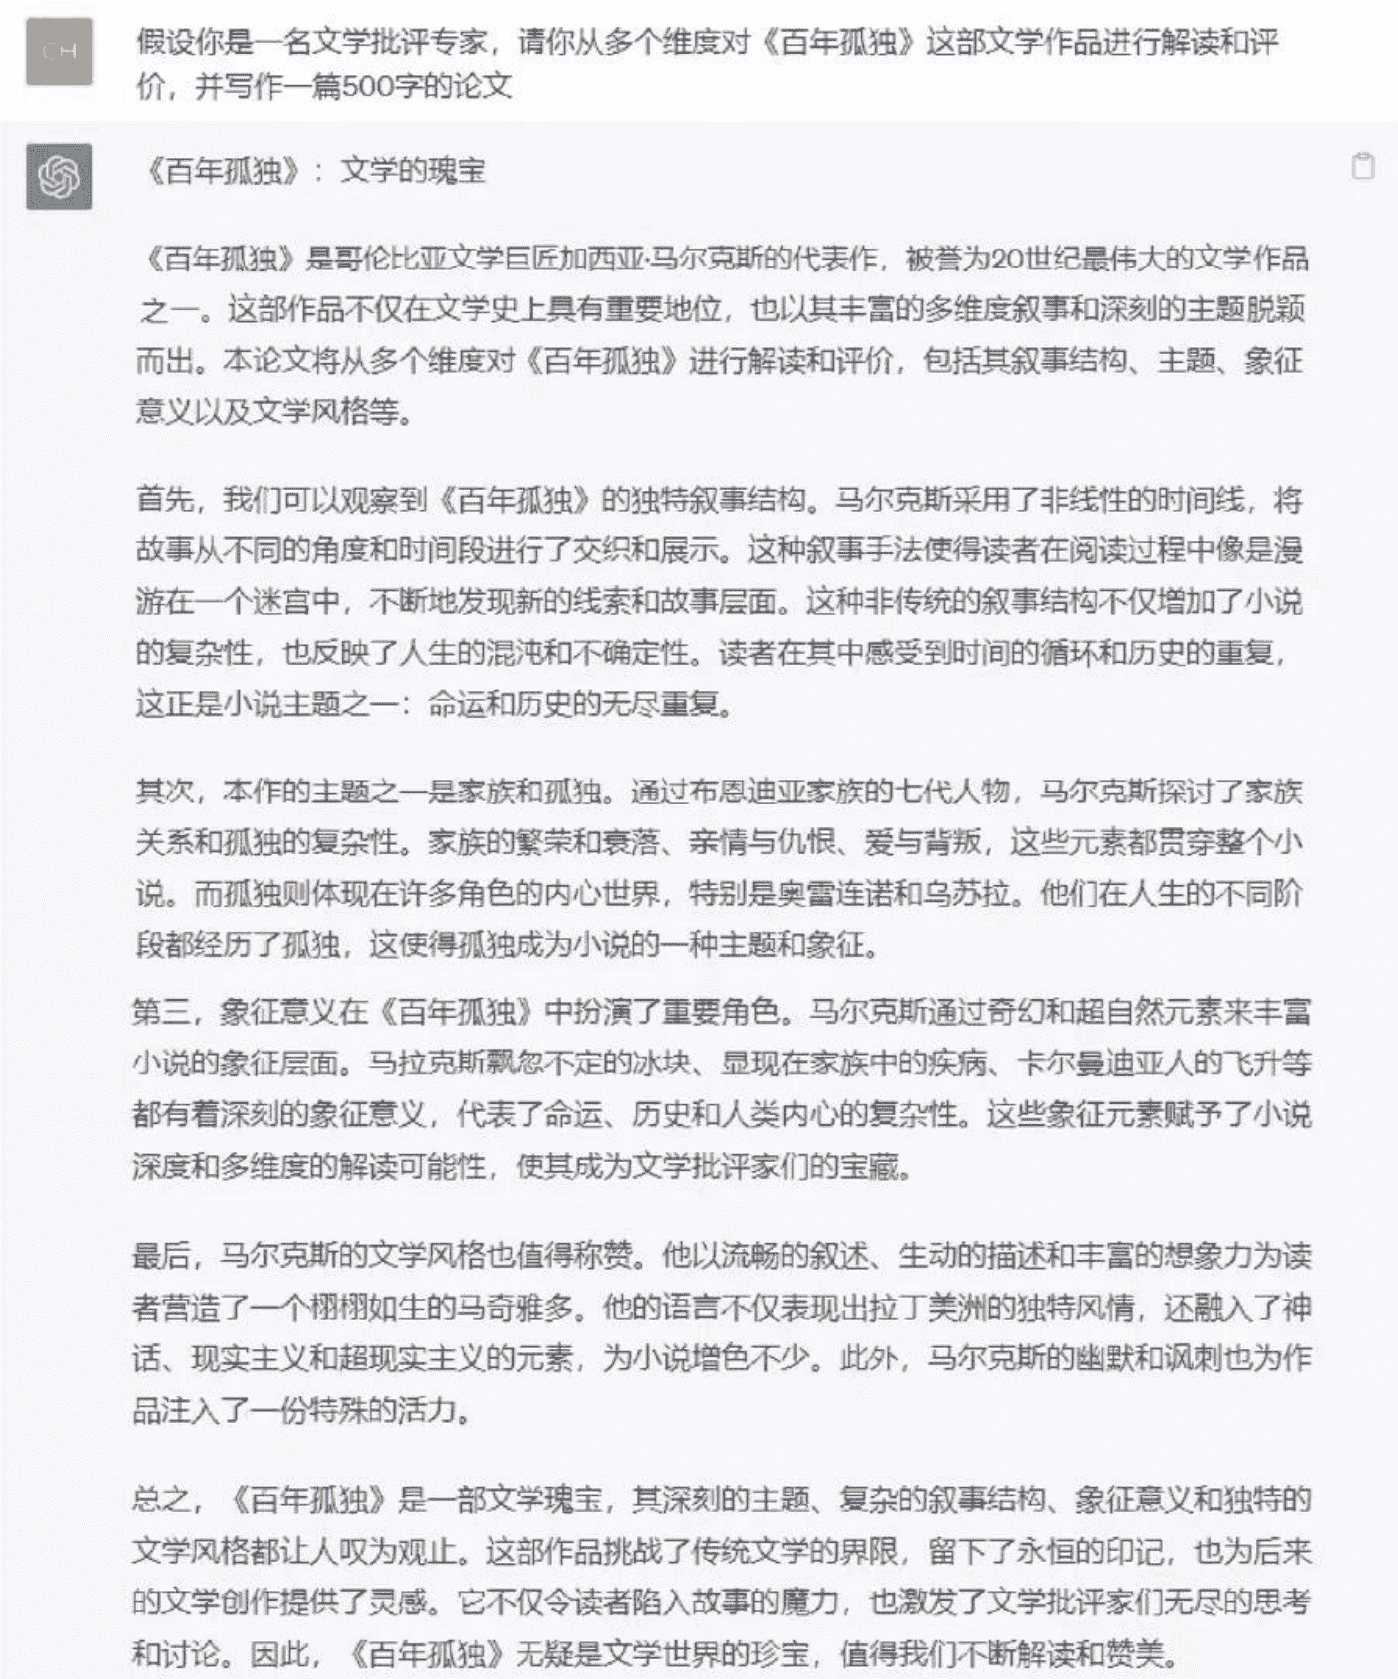 CH
假设你是一名文学批评专家，请你从多个维度对《百年孤独》这部文学作品进行解读和评
价，并写作一篇500字的论文
《百年孤独》：文学的瑰宝
《百年孤独》是哥伦比亚文学巨匠加西亚·马尔克斯的代表作，被誉为20世纪最伟大的文学作品
之一。这部作品不仅在文学史上具有重要地位，也以其丰富的多维度叙事和深刻的主题脱颖
而出。本论文将从多个维度对《百年孤独》进行解读和评价，包括其叙事结构、主题、象征
意义以及文学风格等。
首先，我们可以观察到《百年孤独》的独特叙事结构。马尔克斯采用了非线性的时间线，将
故事从不同的角度和时间段进行了交织和展示。这种叙事手法使得读者在阅读过程中像是漫
游在一个迷宫中，不断地发现新的线索和故事层面。这种非传统的叙事结构不仅增加了小说
的复杂性，也反映了人生的混沌和不确定性。读者在其中感受到时间的循环和历史的重复，
这正是小说主题之一：命运和历史的无尽重复。
其次，本作的主题之一是家族和孤独。通过布恩迪亚家族的七代人物，马尔克斯探讨了家族
关系和孤独的复杂性。家族的繁荣和衰落、亲情与仇恨、爱与背叛，这些元素都贯穿整个小
说。而孤独则体现在许多角色的内心世界，特别是奥雷连诺和乌苏拉。他们在人生的不同阶
段都经历了孤独，这使得孤独成为小说的一种主题和象征。
第三，象征意义在《百年孤独》中扮演了重要角色。马尔克斯通过奇幻和超自然元素来丰富
小说的象征层面。马拉克斯飘忽不定的冰块、显现在家族中的疾病、卡尔曼迪亚人的飞升等
都有着深刻的象征意义，代表了命运、历史和人类内心的复杂性。这些象征元素赋予了小说
深度和多维度的解读可能性，使其成为文学批评家们的宝藏。
最后，马尔克斯的文学风格也值得称赞。他以流畅的叙述、生动的描述和丰富的想象力为读
者营造了一个栩栩如生的马奇雅多。他的语言不仅表现出拉丁美洲的独特风情，还融入了神
话、现实主义和超现实主义的元素，为小说增色不少。此外，马尔克斯的幽默和讽刺也为作
品注入了一份特殊的活力。
总之，《百年孤独》是一部文学瑰宝，其深刻的主题、复杂的叙事结构、象征意义和独特的
文学风格都让人叹为观止。这部作品挑战了传统文学的界限，留下了永恒的印记，也为后来
的文学创作提供了灵感。它不仅令读者陷入故事的魔力，也激发了文学批评家们无尽的思考
和讨论。因此，《百年孤独》无疑是文学世界的珍宝，值得我们不断解读和赞美。